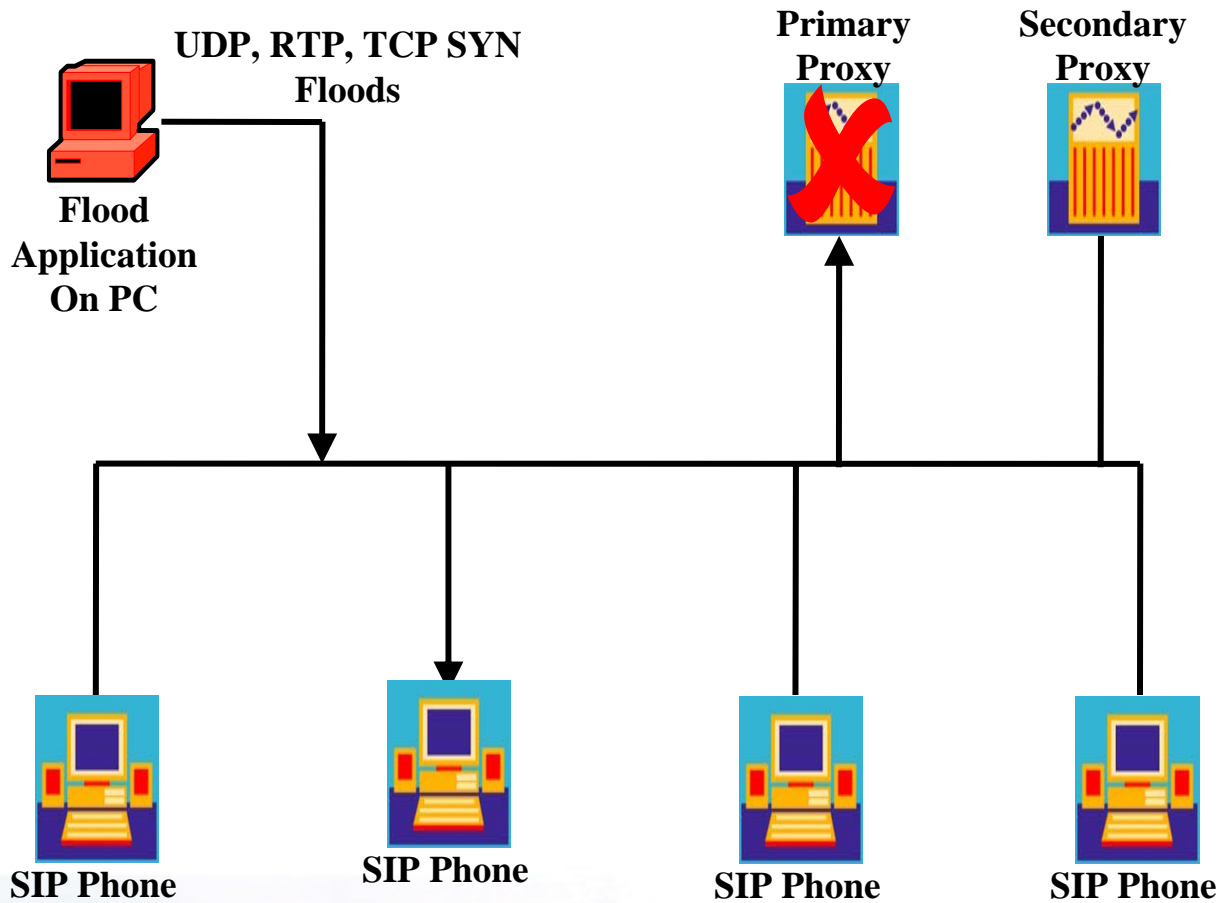 UDP, RTP, TCP SYN
Floods
Primary
Proxy
Secondary
Proxy
Flood
Application
On PC
SIP Phone
SIP Phone
SIP Phone
SIP Phone